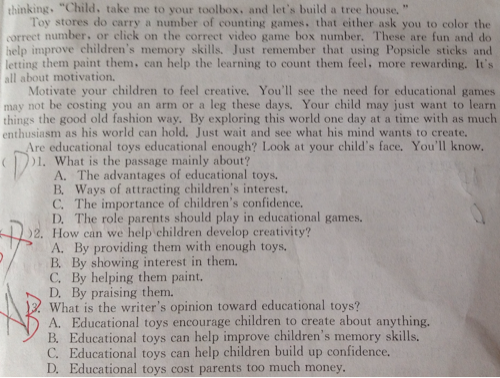 thinking, "Child, take me to your toolbox, and let's build a tree house."
Toy stores do carry a number of counting games, that either ask you to color the
correct number, or click on the correct video game box number. These are fun and do
help improve children's memory skills. Just remember that using Popsicle sticks and
letting them paint them, can help the learning to count them feel, more rewarding. It's
all about motivation.
Motivate your children to feel creative. You'll see the need for educational games
may not be costing you an arm or a leg these days. Your child may just want to learn
things the good old fashion way. By exploring this world one day at a time with as much
enthusiasm as his world can hold. Just wait and see what his mind wants to create.
Are educational toys educational enough? Look at your child's face. You'll know.
( D )1. What is the passage mainly about?
A. The advantages of educational toys.
B. Ways of attracting children's interest.
C. The importance of children's confidence.
D. The role parents should play in educational games.
)2. How can we help children develop creativity?
A. By providing them with enough toys.
B. By showing interest in them.
C. By helping them paint.
D. By praising them.
B 3. What is the writer's opinion toward educational toys?
A. Educational toys encourage children to create about anything.
B. Educational toys can help improve children's memory skills.
C. Educational toys can help children build up confidence.
D. Educational toys cost parents too much money.